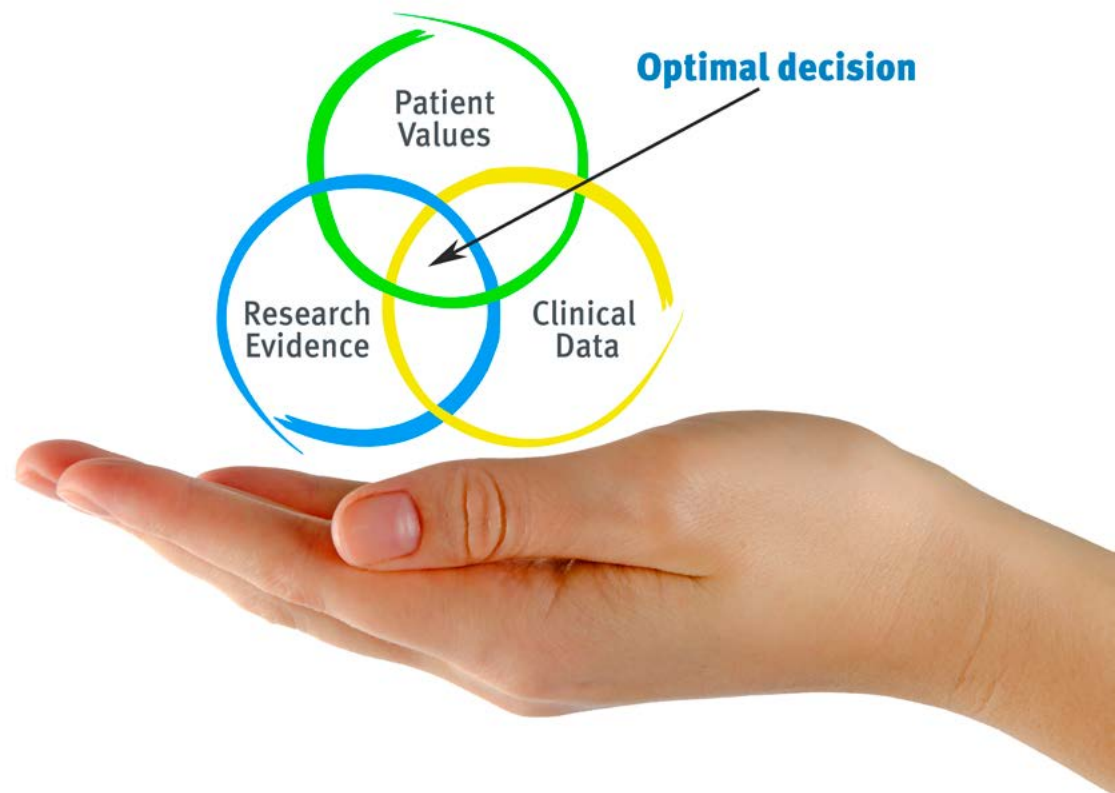 Optimal decision
Patient
Values
Research
Evidence
Clinical
Data